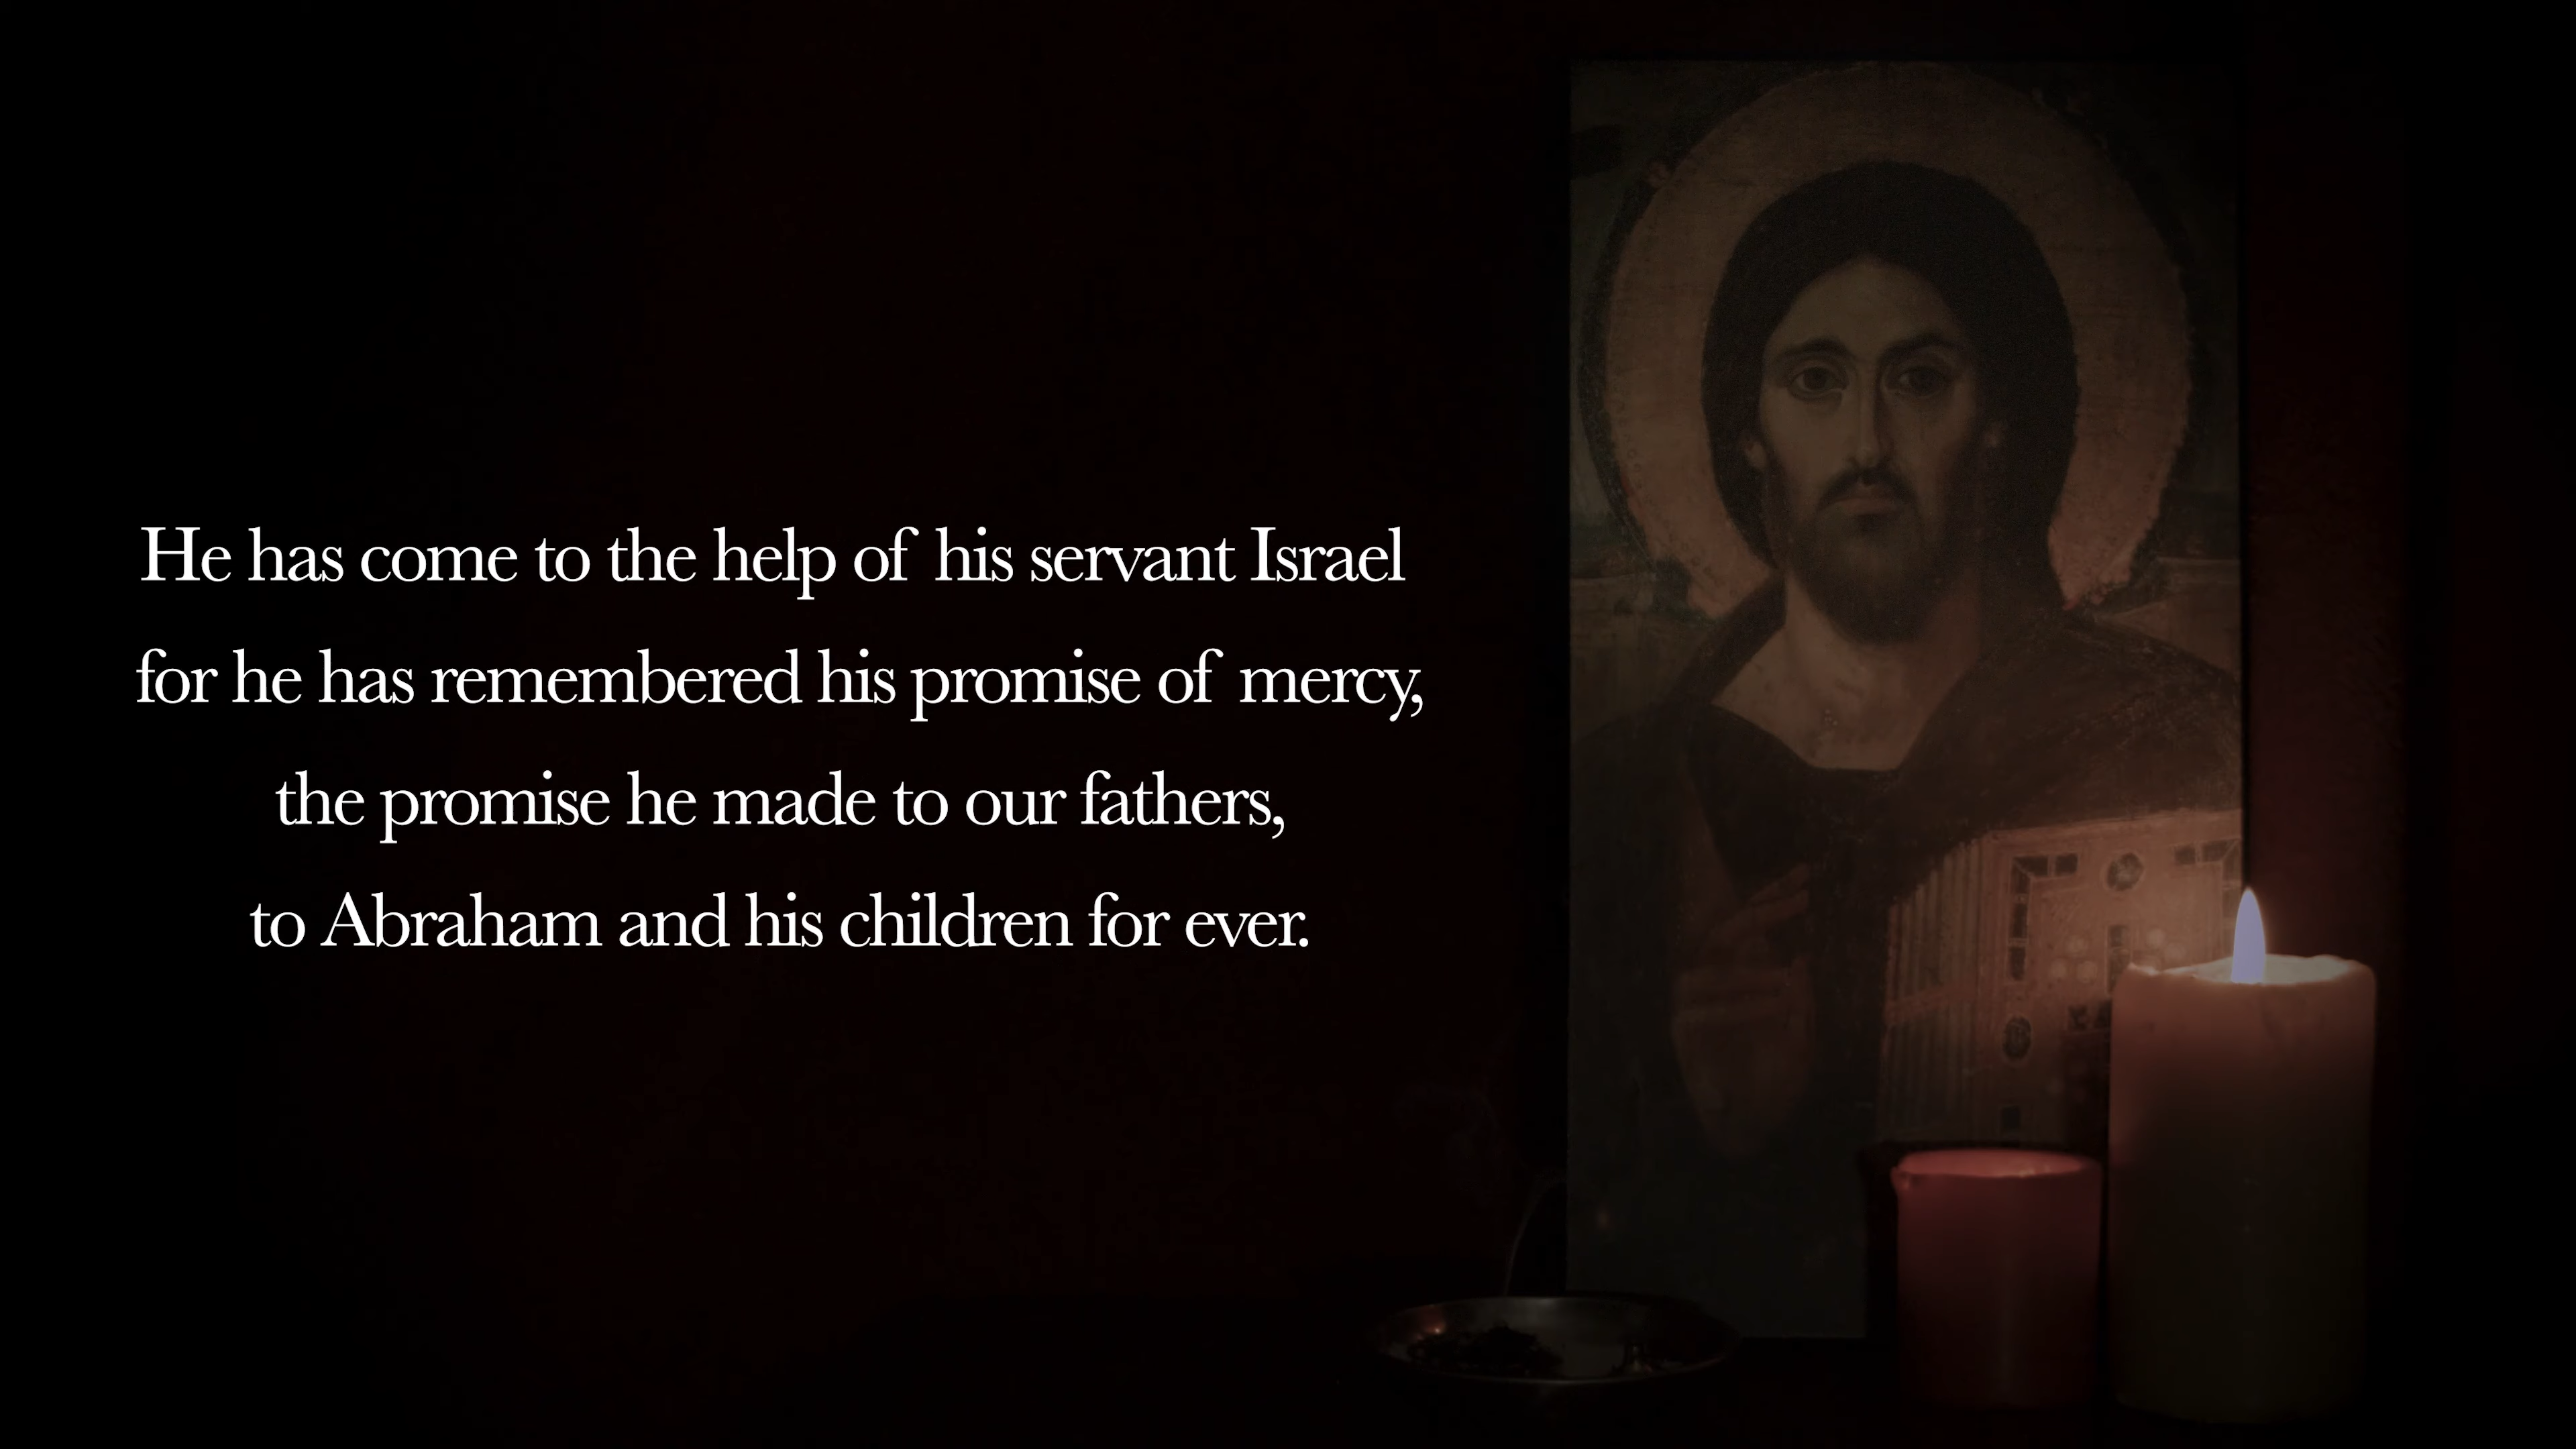 He has come to the help of his servant Israel
for he has remembered his promise of mercy,
the promise he made to our fathers,
to Abraham and his children for ever.